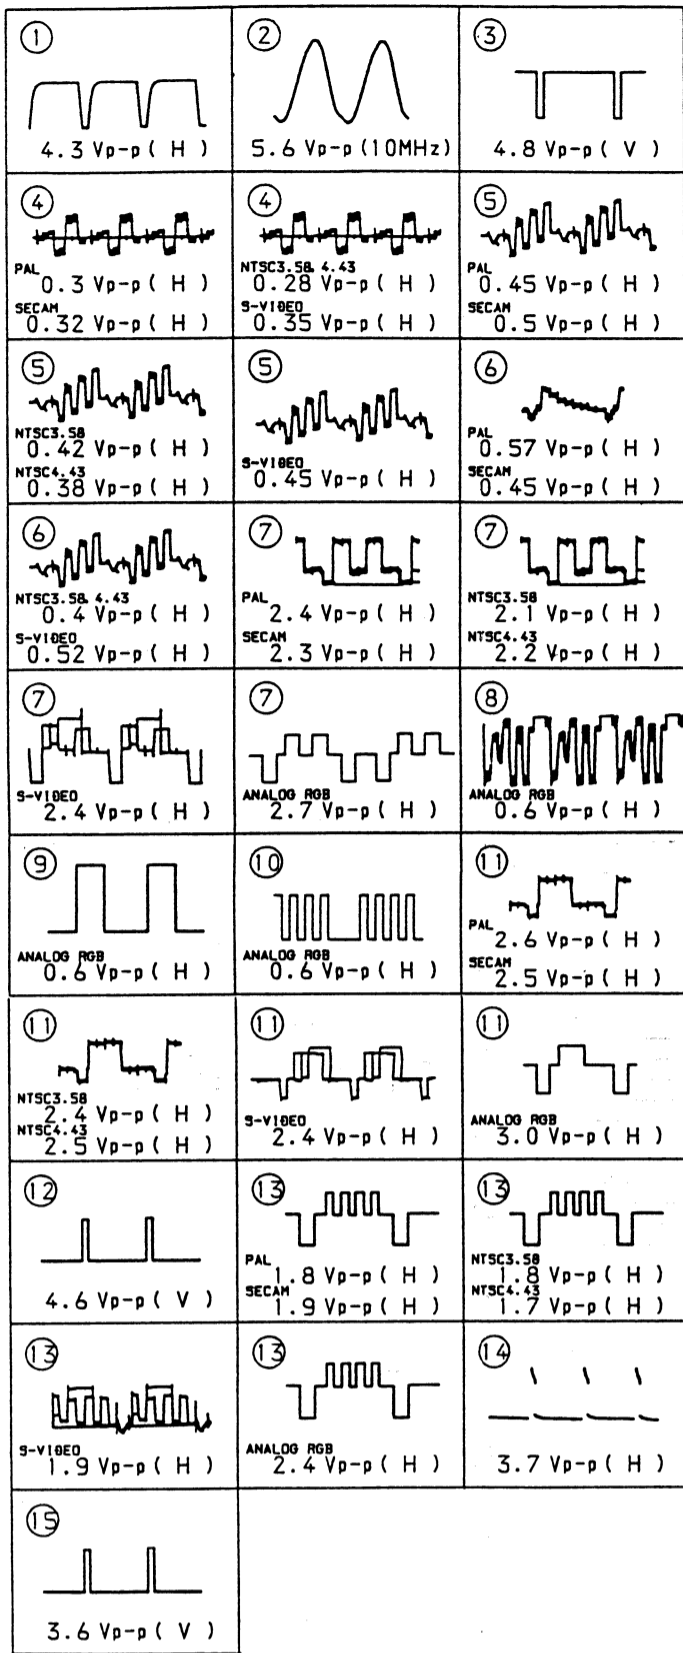 ①
4.3 Vp-p ( H )
②
5.6 Vp-p (10MHz)
③
4.8 Vp-p ( V )
④
PAL
0.3 Vp-p ( H )
SECAM
0.32 Vp-p ( H )
④
NTSC3.58, 4.43
0.28 Vp-p ( H )
S-VIDEO
0.35 Vp-p ( H )
⑤
PAL
0.45 Vp-p ( H )
SECAM
0.5 Vp-p ( H )
⑤
NTSC3.58
0.42 Vp-p ( H )
NTSC4.43
0.38 Vp-p ( H )
⑤
S-VIDEO
0.45 Vp-p ( H )
⑥
PAL
0.57 Vp-p ( H )
SECAM
0.45 Vp-p ( H )
⑥
NTSC3.58, 4.43
0.4 Vp-p ( H )
S-VIDEO
0.52 Vp-p ( H )
⑦
PAL
2.4 Vp-p ( H )
SECAM
2.3 Vp-p ( H )
⑦
NTSC3.58
2.1 Vp-p ( H )
NTSC4.43
2.2 Vp-p ( H )
⑦
S-VIDEO
2.4 Vp-p ( H )
⑦
ANALOG RGB
2.7 Vp-p ( H )
⑧
ANALOG RGB
0.6 Vp-p ( H )
⑨
ANALOG RGB
0.6 Vp-p ( H )
⑩
ANALOG RGB
0.6 Vp-p ( H )
⑪
PAL
2.6 Vp-p ( H )
SECAM
2.5 Vp-p ( H )
⑪
NTSC3.58
2.4 Vp-p ( H )
NTSC4.43
2.5 Vp-p ( H )
⑪
S-VIDEO
2.4 Vp-p ( H )
⑪
ANALOG RGB
3.0 Vp-p ( H )
⑫
4.6 Vp-p ( V )
⑬
PAL
1.8 Vp-p ( H )
SECAM
1.9 Vp-p ( H )
⑬
NTSC3.58
1.8 Vp-p ( H )
NTSC4.43
1.7 Vp-p ( H )
⑬
S-VIDEO
1.9 Vp-p ( H )
⑬
ANALOG RGB
2.4 Vp-p ( H )
⑭
3.7 Vp-p ( H )
⑮
3.6 Vp-p ( V )